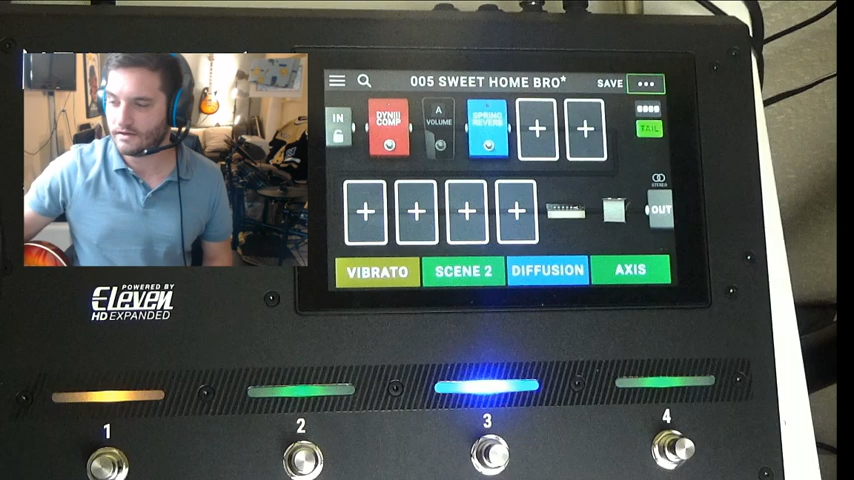 005 SWEET HOME BRO*
SAVE
IN
DYNIII
COMP
A
VOLUME
SPRING
REVERB
TAIL
STEREO
OUT
VIBRATO
SCENE 2
DIFFUSION
AXIS
POWERED BY
ELEVEN
HD EXPANDED
1
2
3
4